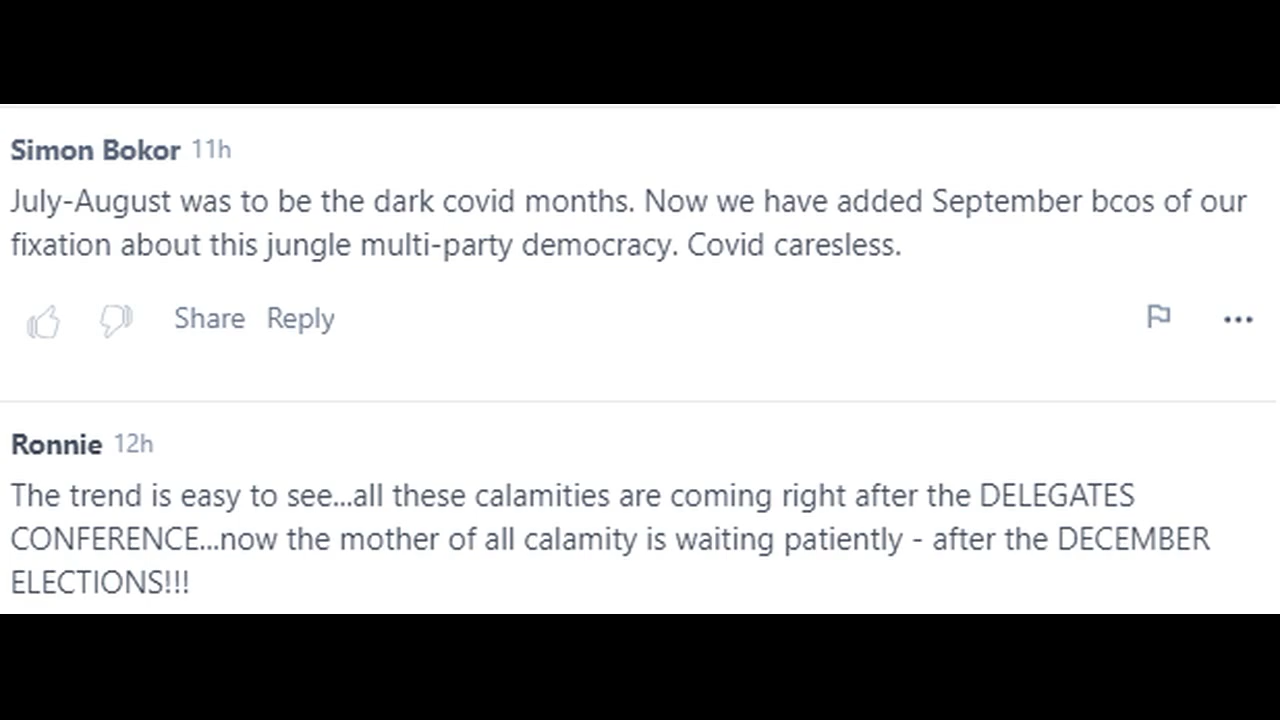 Simon Bokor 11h
July-August was to be the dark covid months. Now we have added September bcos of our
fixation about this jungle multi-party democracy. Covid caresless.
Share Reply
Ronnie 12h
The trend is easy to see...all these calamities are coming right after the DELEGATES
CONFERENCE...now the mother of all calamity is waiting patiently - after the DECEMBER
ELECTIONS!!!